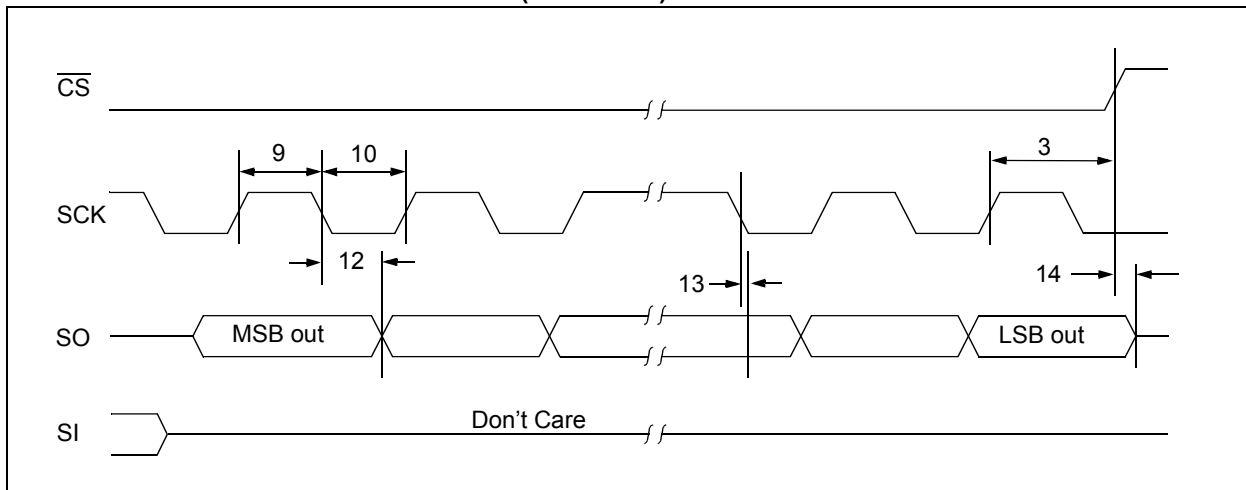 CS
9
10
3
SCK
12
13
14
SO
MSB out
LSB out
SI
Don't Care